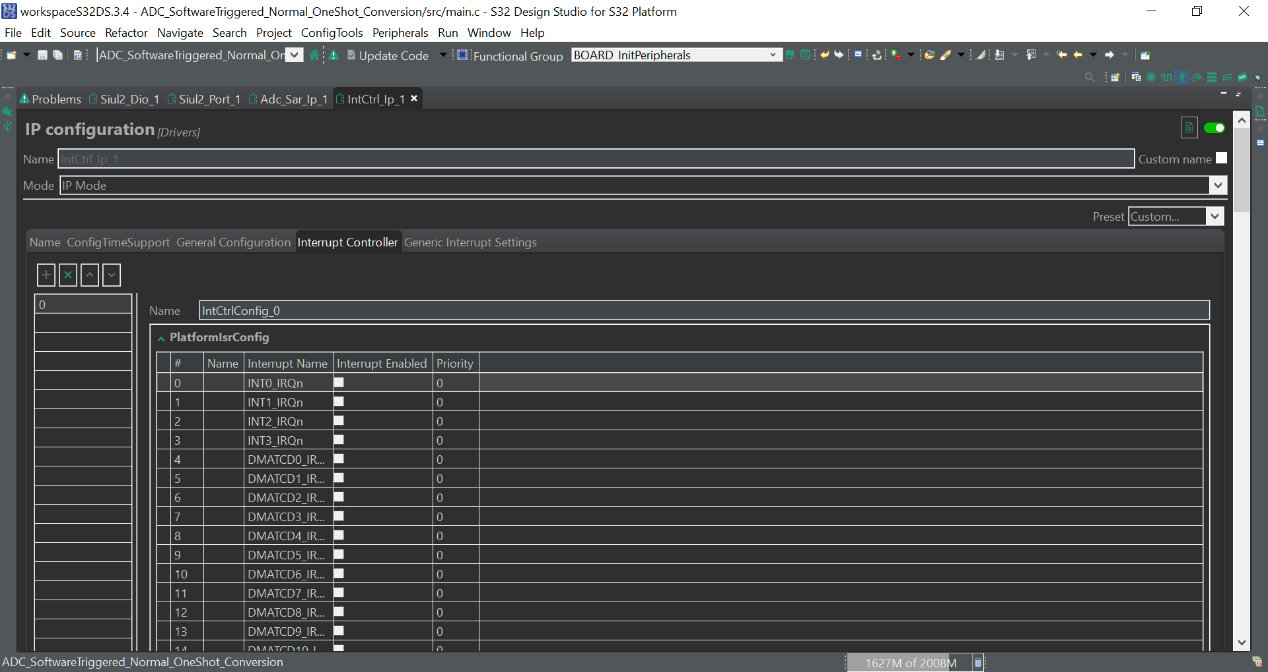 workspaceS32DS.3.4 - ADC_SoftwareTriggered_Normal_OneShot_Conversion/src/main.c - S32 Design Studio for S32 Platform
File Edit Source Refactor Navigate Search Project ConfigTools Peripherals Run Window Help
ADC_SoftwareTriggered_Normal_On Update Code Functional Group BOARD InitPeripherals
Problems Siul2_Dio_1 Siul2_Port_1 Adc_Sar_Ip_1 IntCtrl_Ip_1
IP configuration [Drivers]
Name IntCtrl_Ip_1 Custom name
Mode IP Mode
Preset Custom...
Name ConfigTimeSupport General Configuration Interrupt Controller Generic Interrupt Settings
0
Name IntCtrlConfig_0
PlatformIsrConfig
# Name Interrupt Name Interrupt Enabled Priority
0 INT0_IRQn 0
1 INT1_IRQn 0
2 INT2_IRQn 0
3 INT3_IRQn 0
4 DMATCD0_IR... 0
5 DMATCD1_IR... 0
6 DMATCD2_IR... 0
7 DMATCD3_IR... 0
8 DMATCD4_IR... 0
9 DMATCD5_IR... 0
10 DMATCD6_IR... 0
11 DMATCD7_IR... 0
12 DMATCD8_IR... 0
13 DMATCD9_IR... 0
14 DMATCD10_I... 0
ADC_SoftwareTriggered_Normal_OneShot_Conversion 1627M of 2008M